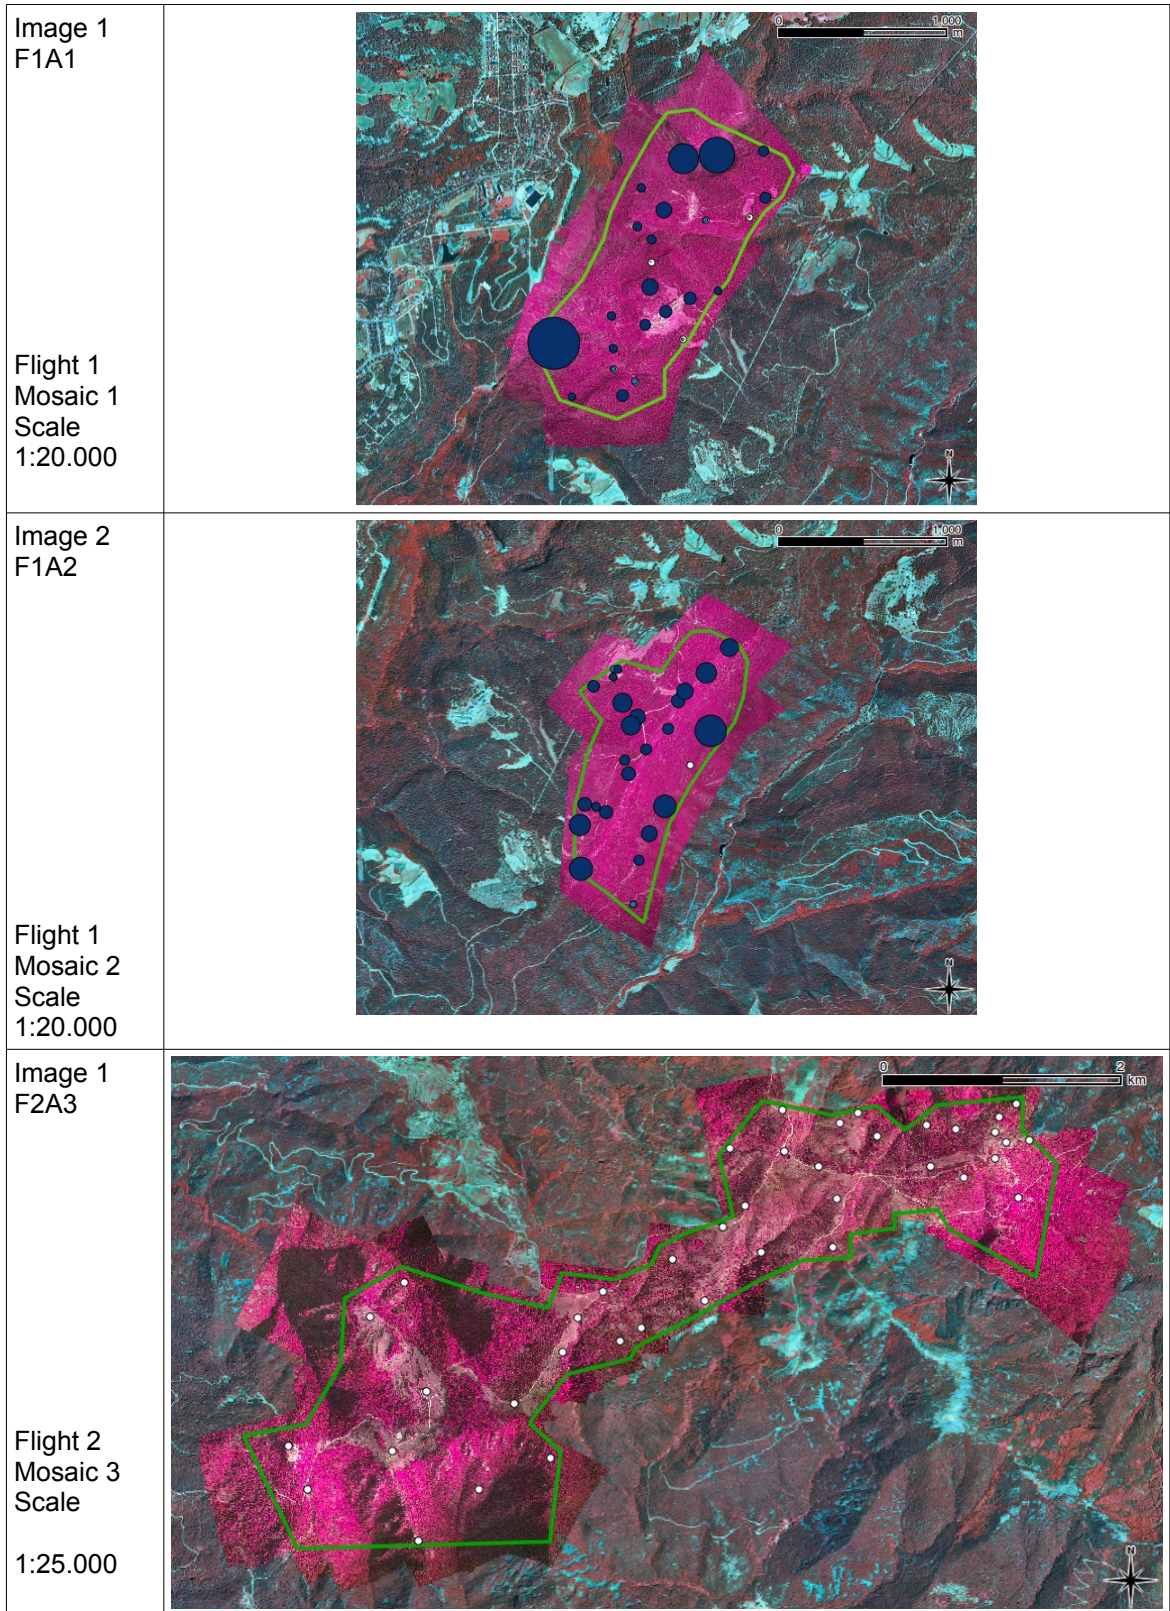 Image 1
F1A1
Flight 1
Mosaic 1
Scale
1:20.000
0 1,000
m
N
Image 2
F1A2
Flight 1
Mosaic 2
Scale
1:20.000
0 1,000
m
N
Image 1
F2A3
Flight 2
Mosaic 3
Scale
1:25.000
0 2
km
N